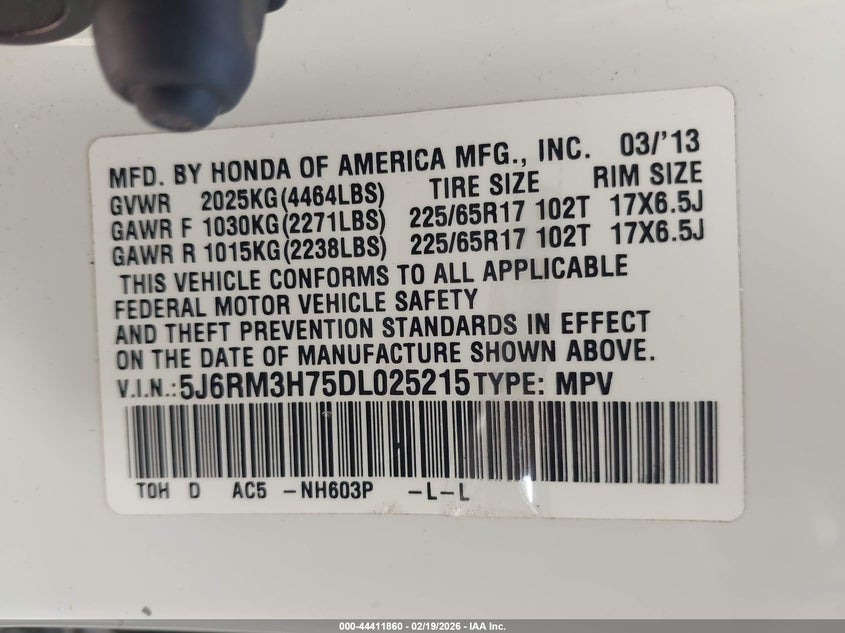 MFD. BY HONDA OF AMERICA MFG., INC. 03/'13
GVWR 2025KG(4464LBS) TIRE SIZE RIM SIZE
GAWR F 1030KG(2271LBS) 225/65R17 102T 17X6.5J
GAWR R 1015KG(2238LBS) 225/65R17 102T 17X6.5J
THIS VEHICLE CONFORMS TO ALL APPLICABLE
FEDERAL MOTOR VEHICLE SAFETY
AND THEFT PREVENTION STANDARDS IN EFFECT
ON THE DATE OF MANUFACTURE SHOWN ABOVE.
V.I.N.:5J6RM3H75DL025215 TYPE: MPV
TOH D AC5 -NH603P -L-L
000-44411860 - 02/19/2026 - IAA Inc.